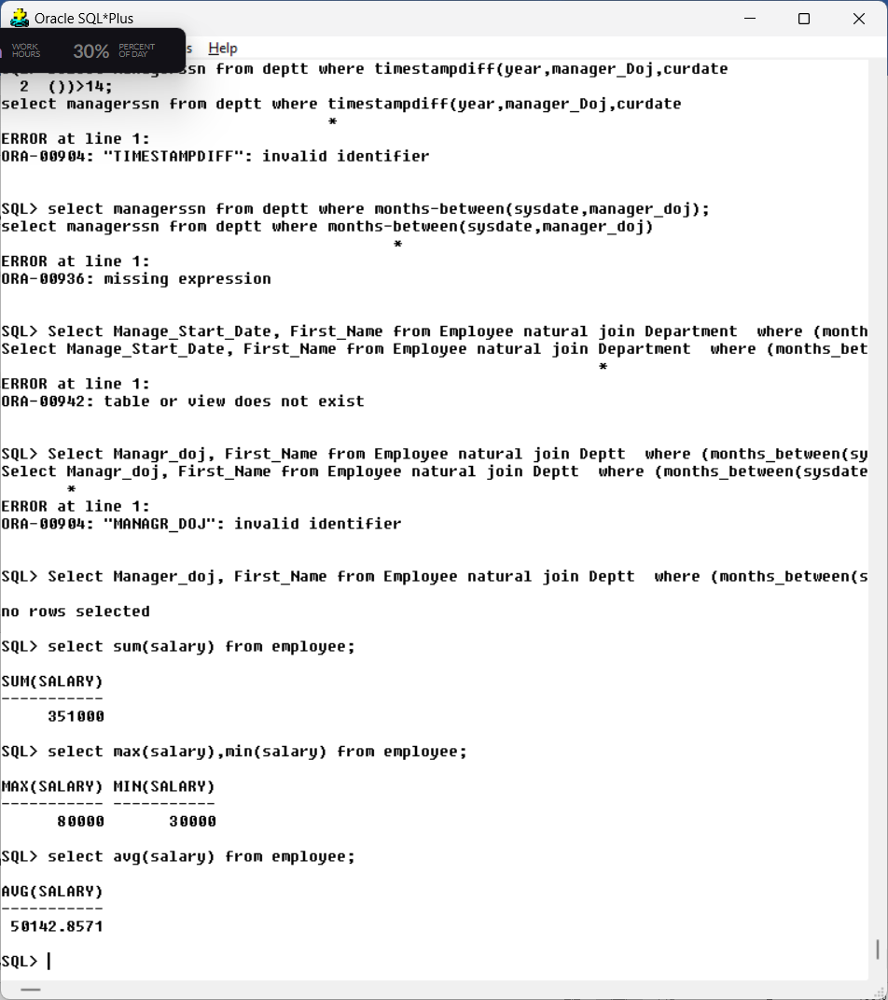 Oracle SQL*Plus
WORK HOURS
30%
PERCENT OF DAY
s Help
from deptt where timestampdiff(year,manager_Doj,curdate
2 ())>14;
select managerssn from deptt where timestampdiff(year,manager_Doj,curdate
*
ERROR at line 1:
ORA-00904: "TIMESTAMPDIFF": invalid identifier
SQL> select managerssn from deptt where months-between(sysdate,manager_doj);
select managerssn from deptt where months-between(sysdate,manager_doj)
*
ERROR at line 1:
ORA-00936: missing expression
SQL> Select Manage_Start_Date, First_Name from Employee natural join Department where (month
Select Manage_Start_Date, First_Name from Employee natural join Department where (months_bet
*
ERROR at line 1:
ORA-00942: table or view does not exist
SQL> Select Managr_doj, First_Name from Employee natural join Deptt where (months_between(sy
Select Managr_doj, First_Name from Employee natural join Deptt where (months_between(sysdate
*
ERROR at line 1:
ORA-00904: "MANAGR_DOJ": invalid identifier
SQL> Select Manager_doj, First_Name from Employee natural join Deptt where (months_between(s
no rows selected
SQL> select sum(salary) from employee;
SUM(SALARY)
-----------
351000
SQL> select max(salary),min(salary) from employee;
MAX(SALARY) MIN(SALARY)
----------- -----------
80000 30000
SQL> select avg(salary) from employee;
AVG(SALARY)
-----------
50142.8571
SQL>